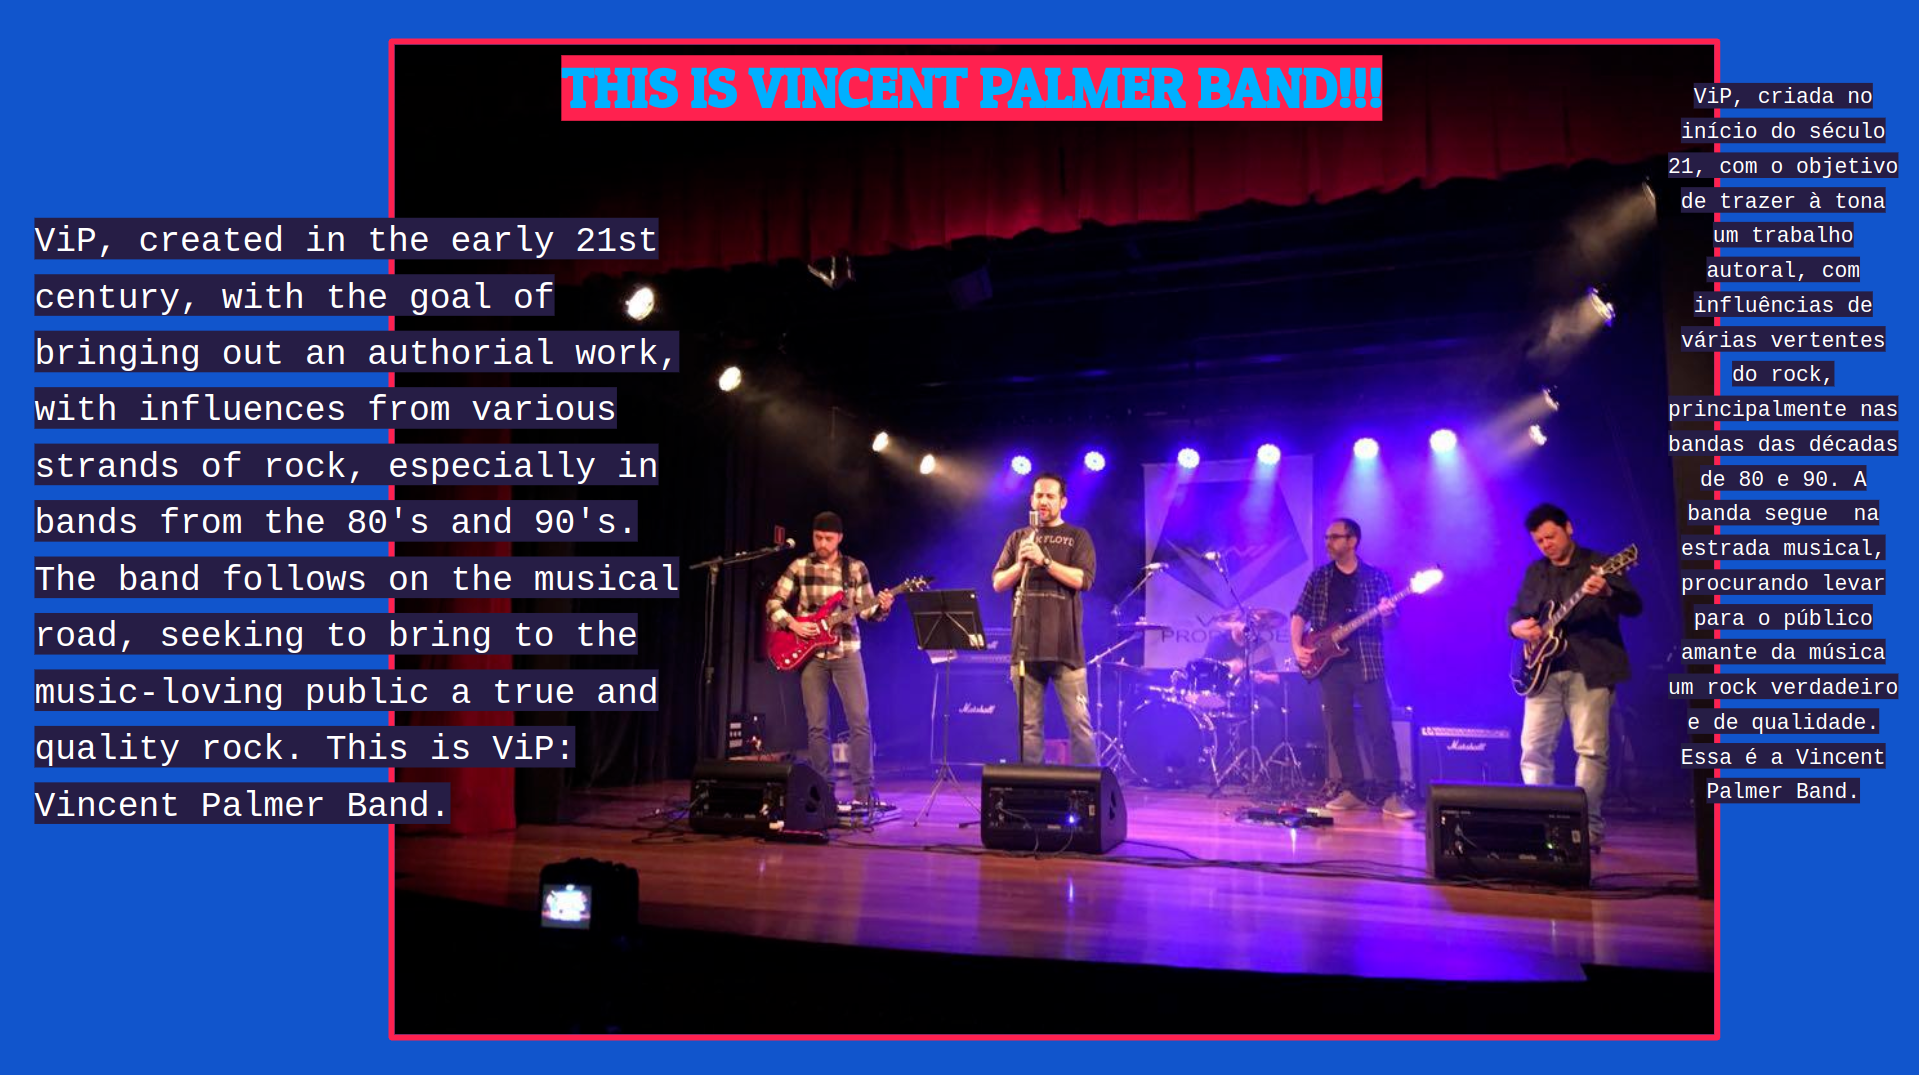 THIS IS VINCENT PALMER BAND!!!
ViP, created in the early 21st
century, with the goal of
bringing out an authorial work,
with influences from various
strands of rock, especially in
bands from the 80's and 90's.
The band follows on the musical
road, seeking to bring to the
music-loving public a true and
quality rock. This is ViP:
Vincent Palmer Band.
ViP, criada no
início do século
21, com o objetivo
de trazer à tona
um trabalho
autoral, com
influências de
várias vertentes
do rock,
principalmente nas
bandas das décadas
de 80 e 90. A
banda segue  na
estrada musical,
procurando levar
para o público
amante da música
um rock verdadeiro
e de qualidade.
Essa é a Vincent
Palmer Band.
FLOYD
Marshall
Marshall